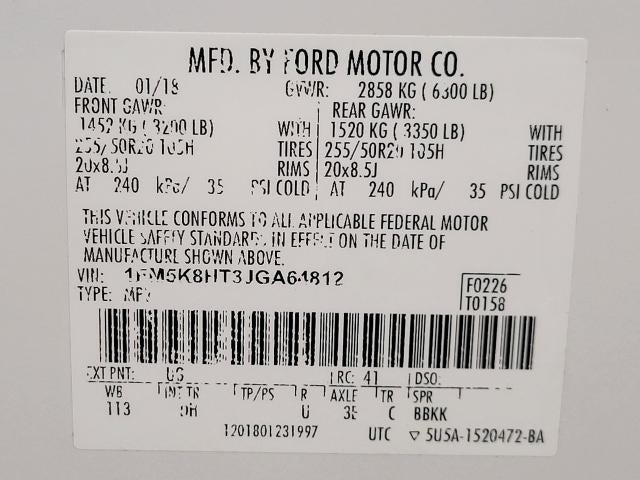 MFD. BY FORD MOTOR CO.
DATE: 01/18 GVWR: 2858 KG ( 6300 LB)
FRONT GAWR: REAR GAWR:
1452 KG ( 3200 LB) WITH 1520 KG ( 3350 LB) WITH
255/50R20 105H TIRES 255/50R20 105H TIRES
20x8.5J RIMS 20x8.5J RIMS
AT 240 kPa/ 35 PSI COLD AT 240 kPa/ 35 PSI COLD
THIS VEHICLE CONFORMS TO ALL APPLICABLE FEDERAL MOTOR
VEHICLE SAFETY STANDARDS IN EFFECT ON THE DATE OF
MANUFACTURE SHOWN ABOVE.
VIN: 1FM5K8HT3JGA64812
TYPE: MPV
F0226
T0158
EXT PNT: UG RC: 41 DSO:
WB INT TR TP/PS R AXLE TR SPR
113 U C BBKK
1201801231997 UTC ▽ 5U5A-1520472-BA